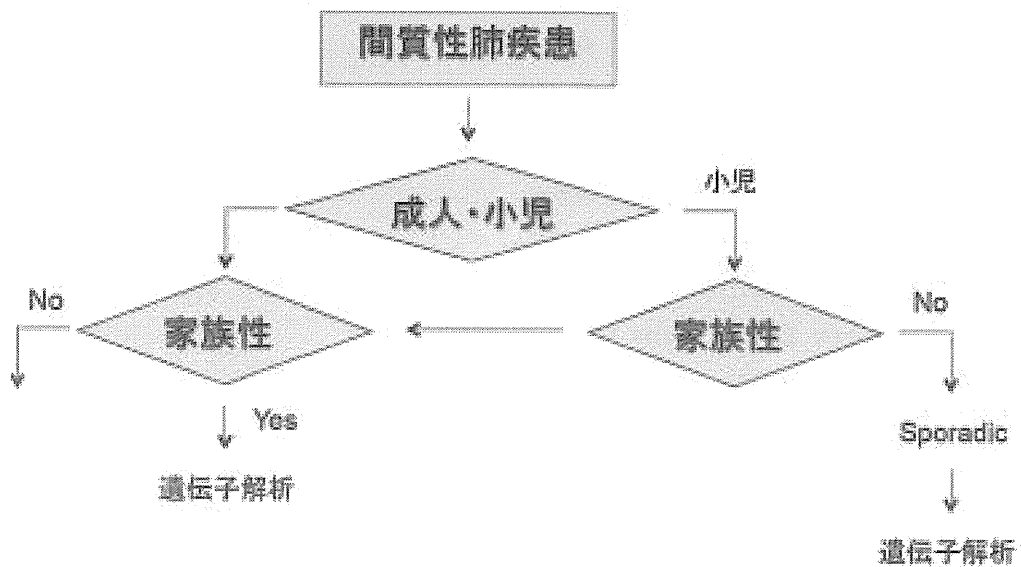 間質性肺疾患
成人・小児
小児
No
家族性
家族性
No
Yes
Sporadic
遺伝子解析
遺伝子解析